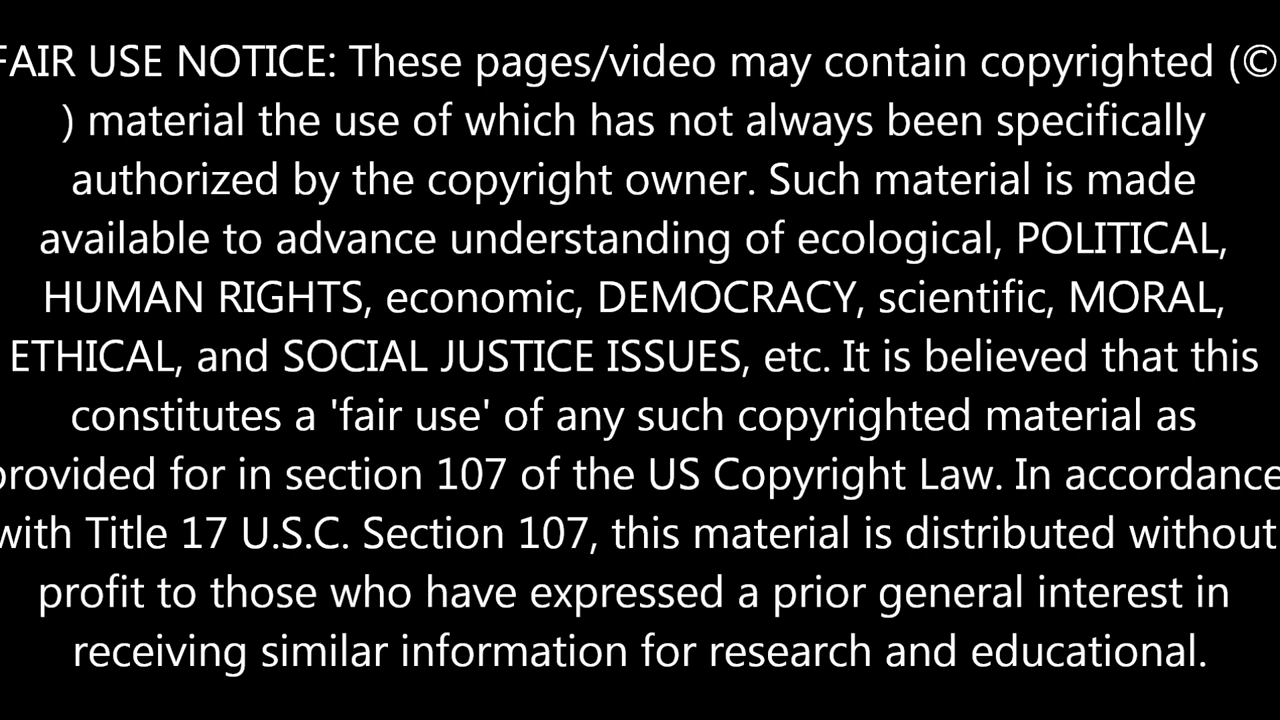 FAIR USE NOTICE: These pages/video may contain copyrighted (©
) material the use of which has not always been specifically
authorized by the copyright owner. Such material is made
available to advance understanding of ecological, POLITICAL,
HUMAN RIGHTS, economic, DEMOCRACY, scientific, MORAL,
ETHICAL, and SOCIAL JUSTICE ISSUES, etc. It is believed that this
constitutes a 'fair use' of any such copyrighted material as
provided for in section 107 of the US Copyright Law. In accordance
with Title 17 U.S.C. Section 107, this material is distributed without
profit to those who have expressed a prior general interest in
receiving similar information for research and educational.